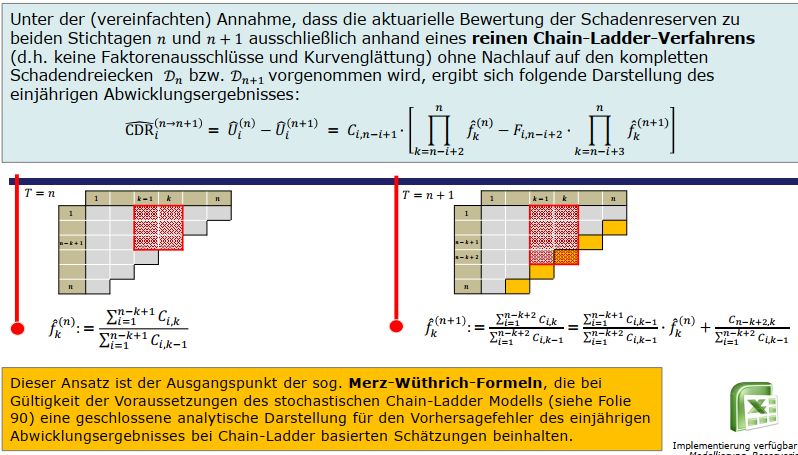 Unter der (vereinfachten) Annahme, dass die aktuarielle Bewertung der Schadenreserven zu
beiden Stichtagen n und n + 1 ausschließlich anhand eines reinen Chain-Ladder-Verfahrens
(d.h. keine Faktorenausschlüsse und Kurvenglättung) ohne Nachlauf auf den kompletten
Schadendreiecken 𝒟ₙ bzw. 𝒟ₙ₊₁ vorgenommen wird, ergibt sich folgende Darstellung des
einjährigen Abwicklungsergebnisses:
$\widehat{\mathrm{CDR}}_i^{(n\to n+1)} = \hat{U}_i^{(n)} - \hat{U}_i^{(n+1)} = C_{i,n-i+1} \cdot \left[ \prod_{k=n-i+2}^{n} \hat{f}_k^{(n)} - F_{i,n-i+2} \cdot \prod_{k=n-i+3}^{n} \hat{f}_k^{(n+1)} \right]$
T = n
1 k−1 k n
1
n−k+1
n
$\hat{f}_k^{(n)} := \frac{\sum_{i=1}^{n-k+1} C_{i,k}}{\sum_{i=1}^{n-k+1} C_{i,k-1}}$
T = n + 1
1 k−1 k n
1
n−k+1
n−k+2
n
$\hat{f}_k^{(n+1)} := \frac{\sum_{i=1}^{n-k+2} C_{i,k}}{\sum_{i=1}^{n-k+2} C_{i,k-1}} = \frac{\sum_{i=1}^{n-k+1} C_{i,k-1}}{\sum_{i=1}^{n-k+2} C_{i,k-1}} \cdot \hat{f}_k^{(n)} + \frac{C_{n-k+2,k}}{\sum_{i=1}^{n-k+2} C_{i,k-1}}$
Dieser Ansatz ist der Ausgangspunkt der sog. Merz-Wüthrich-Formeln, die bei
Gültigkeit der Voraussetzungen des stochastischen Chain-Ladder Modells (siehe Folie
90) eine geschlossene analytische Darstellung für den Vorhersagefehler des einjährigen
Abwicklungsergebnisses bei Chain-Ladder basierten Schätzungen beinhalten.
Implementierung verfügbar